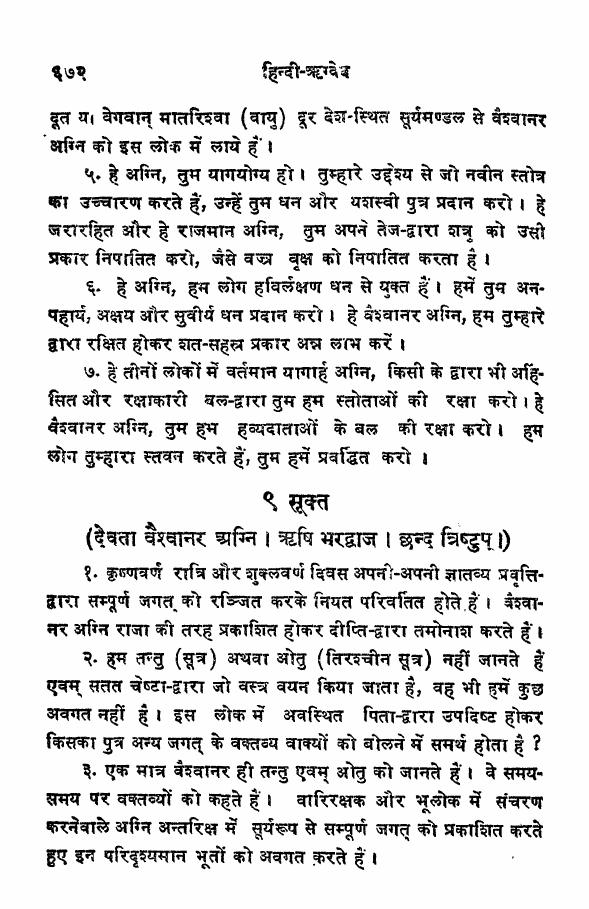 ६७२ हिन्दी-ऋग्वेद
दूत या वेगवान् मातरिश्वा (वायु) दूर देश-स्थित सूर्यमण्डल से वैश्वानर
अग्नि को इस लोक में लाये हैं।
५. हे अग्नि, तुम यागयोग्य हो। तुम्हारे उद्देश्य से जो नवीन स्तोत्र
का उच्चारण करते हैं, उन्हें तुम धन और यशस्वी पुत्र प्रदान करो। हे
जरारहित और हे राजमान अग्नि, तुम अपने तेज-द्वारा शत्रु को उसी
प्रकार निपातित करो, जैसे वज्र वृक्ष को निपातित करता है।
६. हे अग्नि, हम लोग हविर्लक्षण धन से युक्त हैं। हमें तुम अन-
पहार्य, अक्षय और सुवीर्य धन प्रदान करो। हे वैश्वानर अग्नि, हम तुम्हारे
द्वारा रक्षित होकर शत-सहस्र प्रकार अन्न लाभ करें।
७. हे तीनों लोकों में वर्तमान यागार्ह अग्नि, किसी के द्वारा भी अहिं-
सित और रक्षाकारी बल-द्वारा तुम हम स्तोताओं की रक्षा करो। हे
वैश्वानर अग्नि, तुम हम हव्यदाताओं के बल की रक्षा करो। हम
लोग तुम्हारा स्तवन करते हैं, तुम हमें प्रवर्द्धित करो।
९ सूक्त
(देवता वैश्वानर अग्नि। ऋषि भरद्वाज। छन्द त्रिष्टुप्।)
१. कृष्णवर्ण रात्रि और शुक्लवर्ण दिवस अपनी-अपनी ज्ञातव्य प्रवृत्ति-
द्वारा सम्पूर्ण जगत् को रञ्जित करके नियत परिवर्तित होते हैं। वैश्वा-
नर अग्नि राजा की तरह प्रकाशित होकर दीप्ति-द्वारा तमोनाश करते हैं।
२. हम तन्तु (सूत्र) अथवा ओतु (तिरश्चीन सूत्र) नहीं जानते हैं
एवम् सतत चेष्टा-द्वारा जो वस्त्र वयन किया जाता है, वह भी हमें कुछ
अवगत नहीं है। इस लोक में अवस्थित पिता-द्वारा उपदिष्ट होकर
किसका पुत्र अन्य जगत् के वक्तव्य वाक्यों को बोलने में समर्थ होता है?
३. एक मात्र वैश्वानर ही तन्तु एवम् ओतु को जानते हैं। वे समय-
समय पर वक्तव्यों को कहते हैं। वारिरक्षक और भूलोक में संचरण
करनेवाले अग्नि अन्तरिक्ष में सूर्यरूप से सम्पूर्ण जगत् को प्रकाशित करते
हुए इन परिदृश्यमान भूतों को अवगत करते हैं।